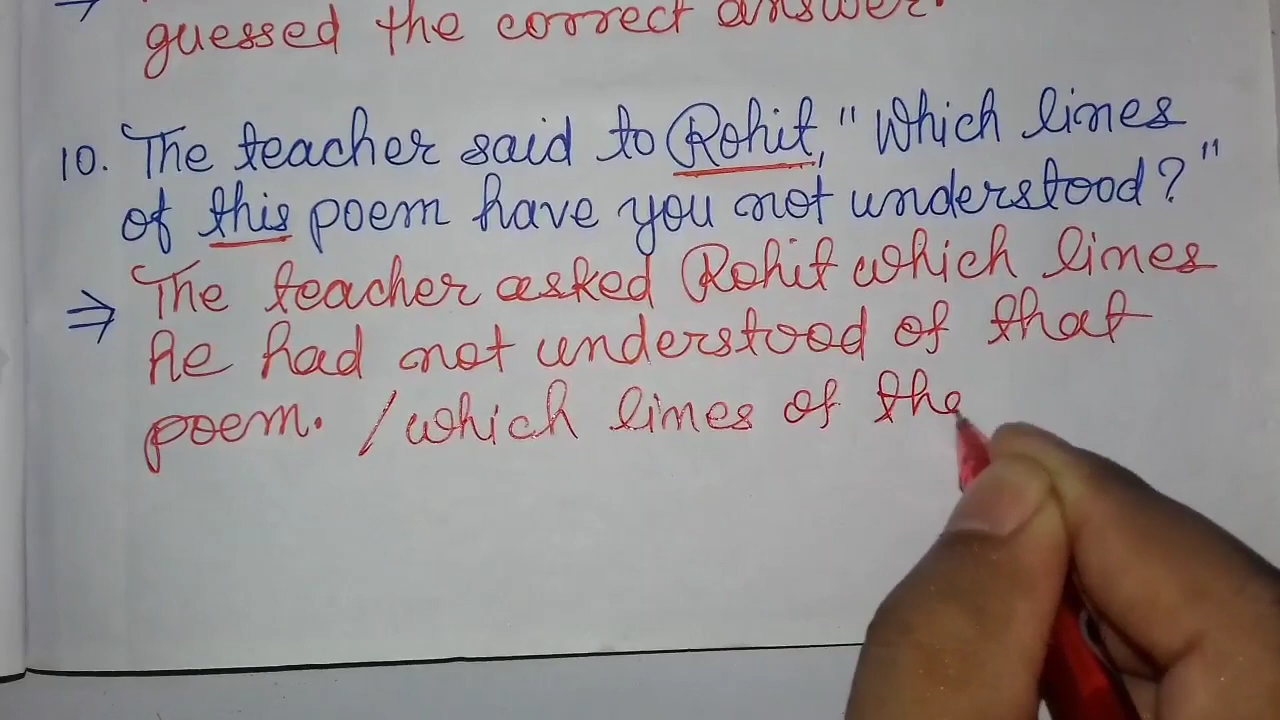 guessed the correct answer.
10. The teacher said to Rohit, "Which lines
of this poem have you not understood?"
⇒ The teacher asked Rohit which lines
he had not understood of that
poem. / which lines of the